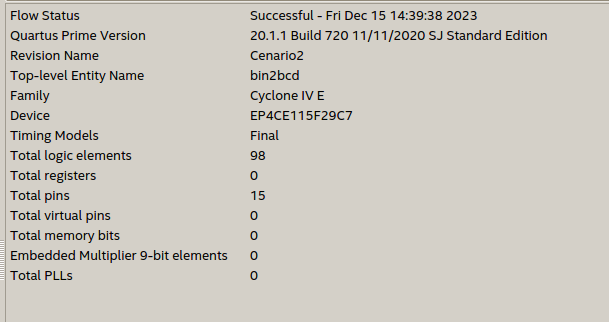 Flow Status Successful - Fri Dec 15 14:39:38 2023
Quartus Prime Version 20.1.1 Build 720 11/11/2020 SJ Standard Edition
Revision Name Cenario2
Top-level Entity Name bin2bcd
Family Cyclone IV E
Device EP4CE115F29C7
Timing Models Final
Total logic elements 98
Total registers 0
Total pins 15
Total virtual pins 0
Total memory bits 0
Embedded Multiplier 9-bit elements 0
Total PLLs 0